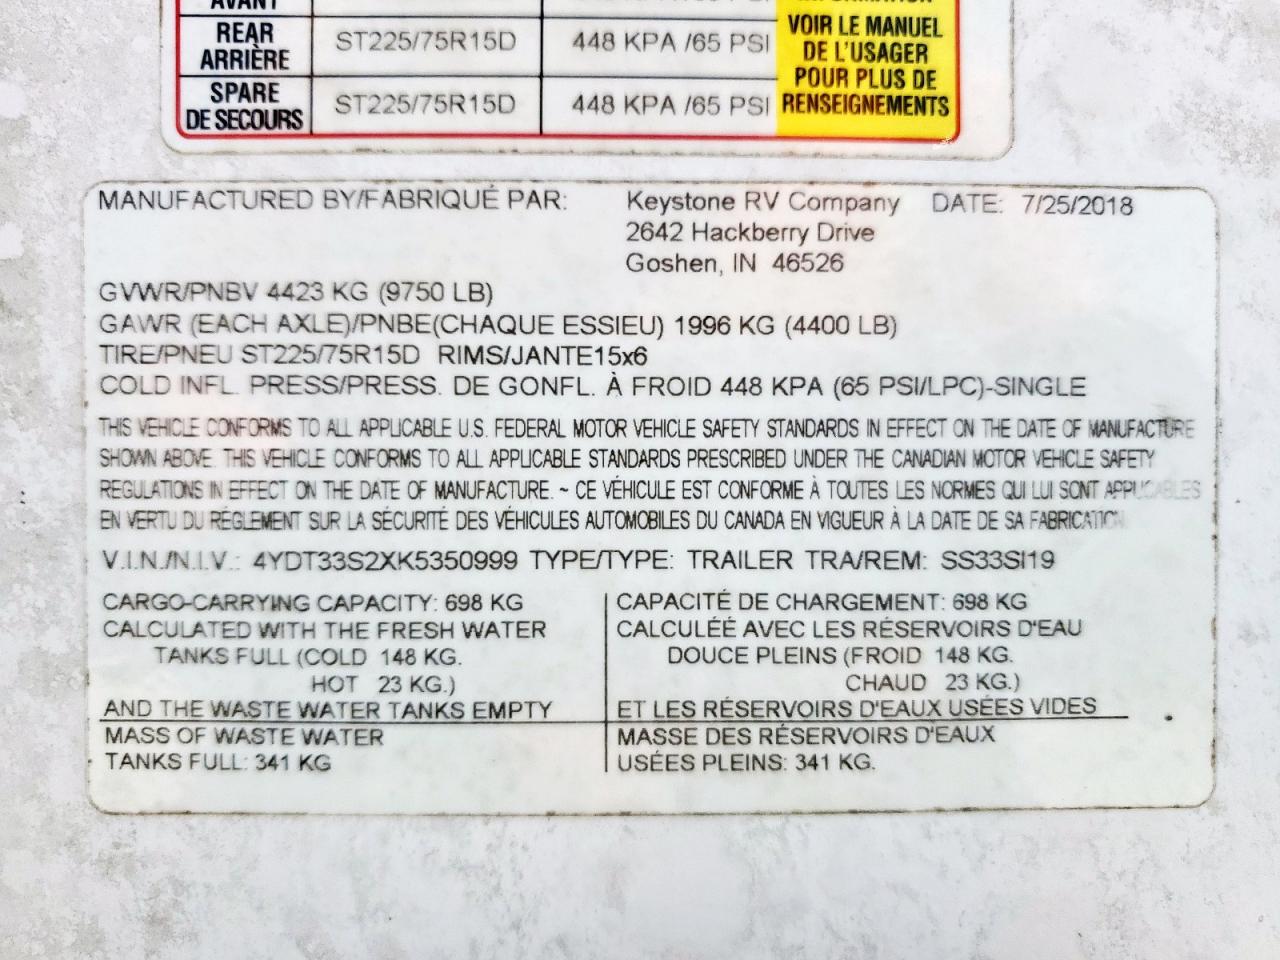 AVANT
REAR
ARRIÈRE
ST225/75R15D
448 KPA /65 PSI
SPARE
DE SECOURS
ST225/75R15D
448 KPA /65 PSI
VOIR LE MANUEL
DE L'USAGER
POUR PLUS DE
RENSEIGNEMENTS
MANUFACTURED BY/FABRIQUÉ PAR: Keystone RV Company DATE: 7/25/2018
2642 Hackberry Drive
Goshen, IN 46526
GVWR/PNBV 4423 KG (9750 LB)
GAWR (EACH AXLE)/PNBE(CHAQUE ESSIEU) 1996 KG (4400 LB)
TIRE/PNEU ST225/75R15D RIMS/JANTE15x6
COLD INFL. PRESS/PRESS. DE GONFL. À FROID 448 KPA (65 PSI/LPC)-SINGLE
THIS VEHICLE CONFORMS TO ALL APPLICABLE U.S. FEDERAL MOTOR VEHICLE SAFETY STANDARDS IN EFFECT ON THE DATE OF MANUFACTURE
SHOWN ABOVE. THIS VEHICLE CONFORMS TO ALL APPLICABLE STANDARDS PRESCRIBED UNDER THE CANADIAN MOTOR VEHICLE SAFETY
REGULATIONS IN EFFECT ON THE DATE OF MANUFACTURE. ~ CE VÉHICULE EST CONFORME À TOUTES LES NORMES QUI LUI SONT APPLICABLES
EN VERTU DU RÉGLEMENT SUR LA SÉCURITÉ DES VÉHICULES AUTOMOBILES DU CANADA EN VIGUEUR À LA DATE DE SA FABRICATION
V.I.N./N.I.V.: 4YDT33S2XK5350999 TYPE/TYPE: TRAILER TRA/REM: SS33SI19
CARGO-CARRYING CAPACITY: 698 KG
CALCULATED WITH THE FRESH WATER
TANKS FULL (COLD 148 KG.
HOT 23 KG.)
AND THE WASTE WATER TANKS EMPTY
MASS OF WASTE WATER
TANKS FULL: 341 KG
CAPACITÉ DE CHARGEMENT: 698 KG
CALCULÉE AVEC LES RÉSERVOIRS D'EAU
DOUCE PLEINS (FROID 148 KG.
CHAUD 23 KG.)
ET LES RÉSERVOIRS D'EAUX USÉES VIDES
MASSE DES RÉSERVOIRS D'EAUX
USÉES PLEINS: 341 KG.